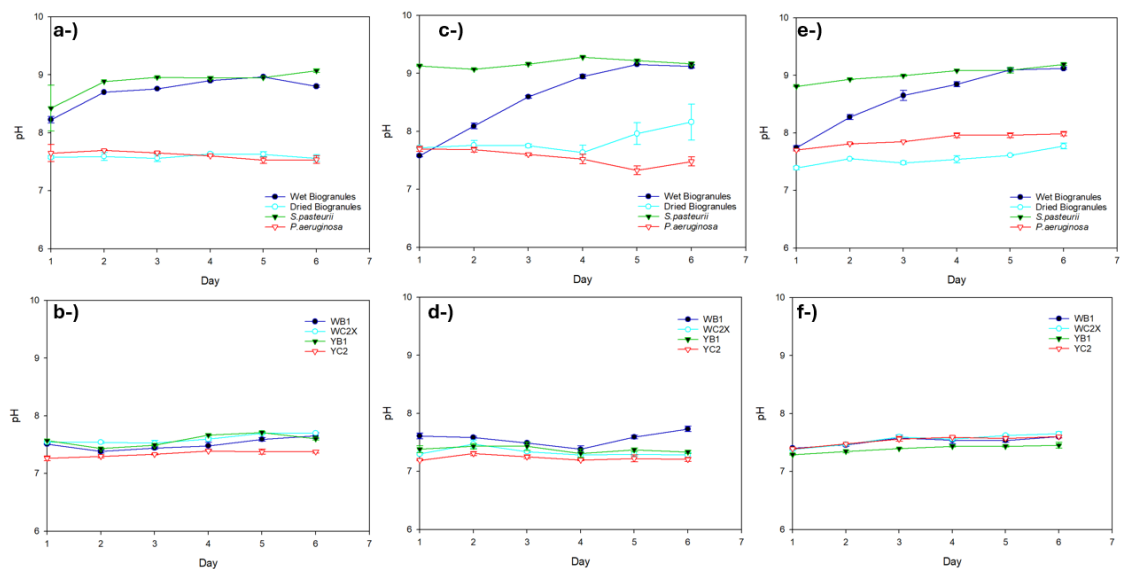 a-)
10
9
8
7
6
pH
1 2 3 4 5 6 7
Day
Wet Biogranules
Dried Biogranules
S.pasteurii
P.aeruginosa
c-)
10
9
8
7
6
pH
1 2 3 4 5 6 7
Day
Wet Biogranules
Dried Biogranules
S.pasteurii
P.aeruginosa
e-)
10
9
8
7
6
pH
1 2 3 4 5 6 7
Day
Wet Biogranules
Dried Biogranules
S.pasteurii
P.aeruginosa
b-)
10
9
8
7
6
pH
1 2 3 4 5 6 7
Day
WB1
WC2X
YB1
YC2
d-)
10
9
8
7
6
pH
1 2 3 4 5 6 7
Day
WB1
WC2X
YB1
YC2
f-)
10
9
8
7
6
pH
1 2 3 4 5 6 7
Day
WB1
WC2X
YB1
YC2